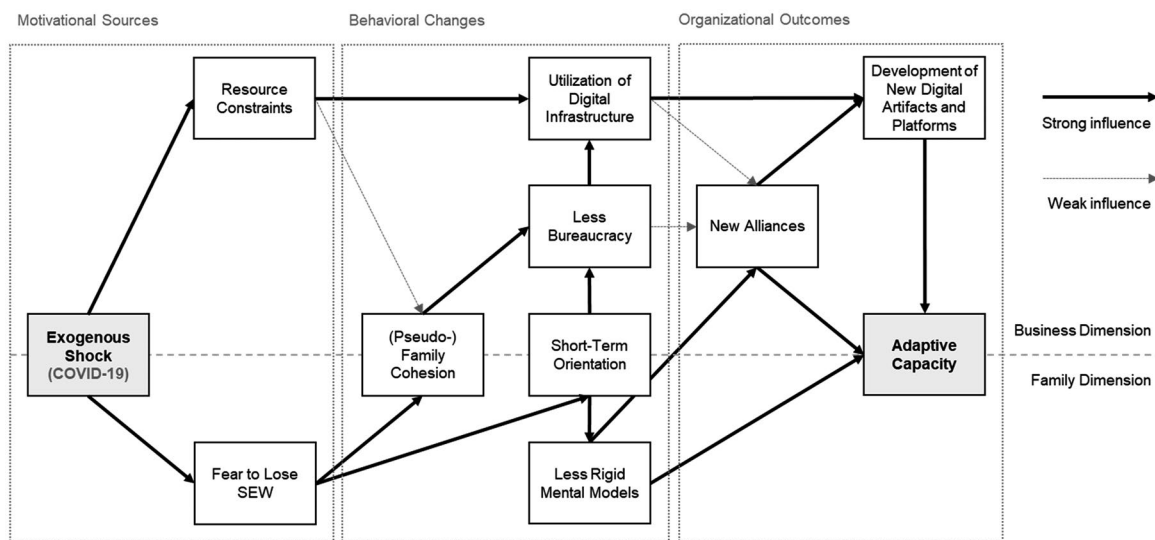 Motivational Sources
Behavioral Changes
Organizational Outcomes
Resource
Constraints
Utilization of
Digital
Infrastructure
Development of
New Digital
Artifacts and
Platforms
Strong influence
Less
Bureaucracy
New Alliances
Weak influence
Exogenous
Shock
(COVID-19)
(Pseudo-)
Family
Cohesion
Short-Term
Orientation
Adaptive
Capacity
Business Dimension
Family Dimension
Fear to Lose
SEW
Less Rigid
Mental Models